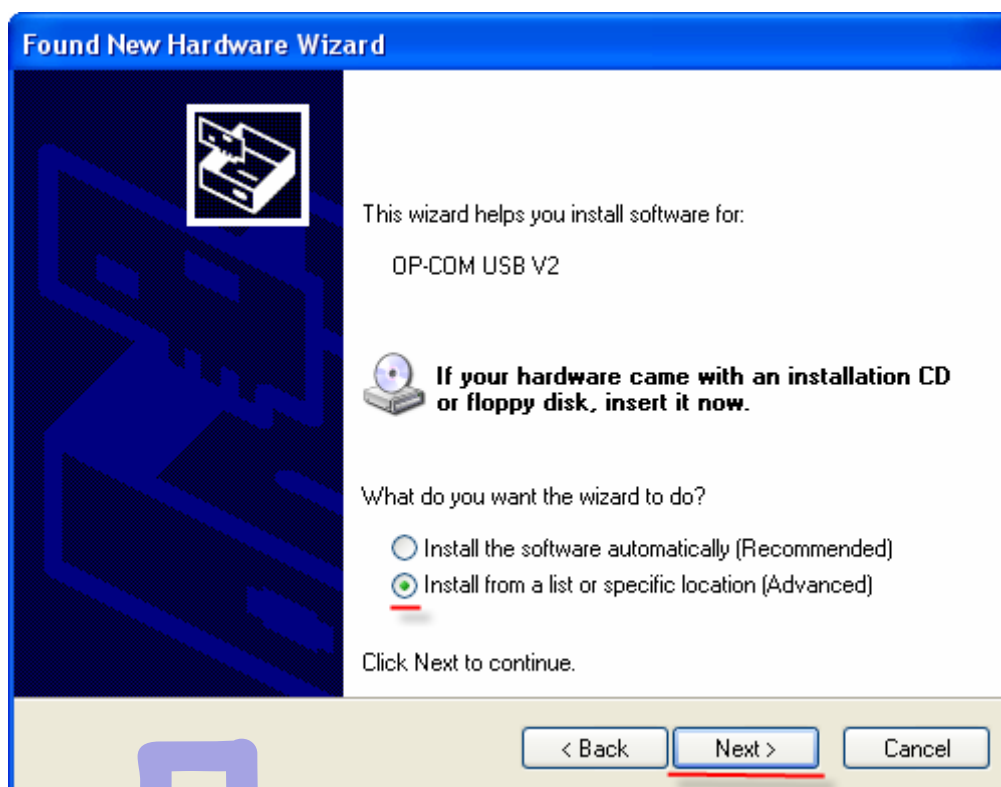 Found New Hardware Wizard
This wizard helps you install software for:
OP-COM USB V2
If your hardware came with an installation CD
or floppy disk, insert it now.
What do you want the wizard to do?
Install the software automatically (Recommended)
Install from a list or specific location (Advanced)
Click Next to continue.
< Back Next > Cancel